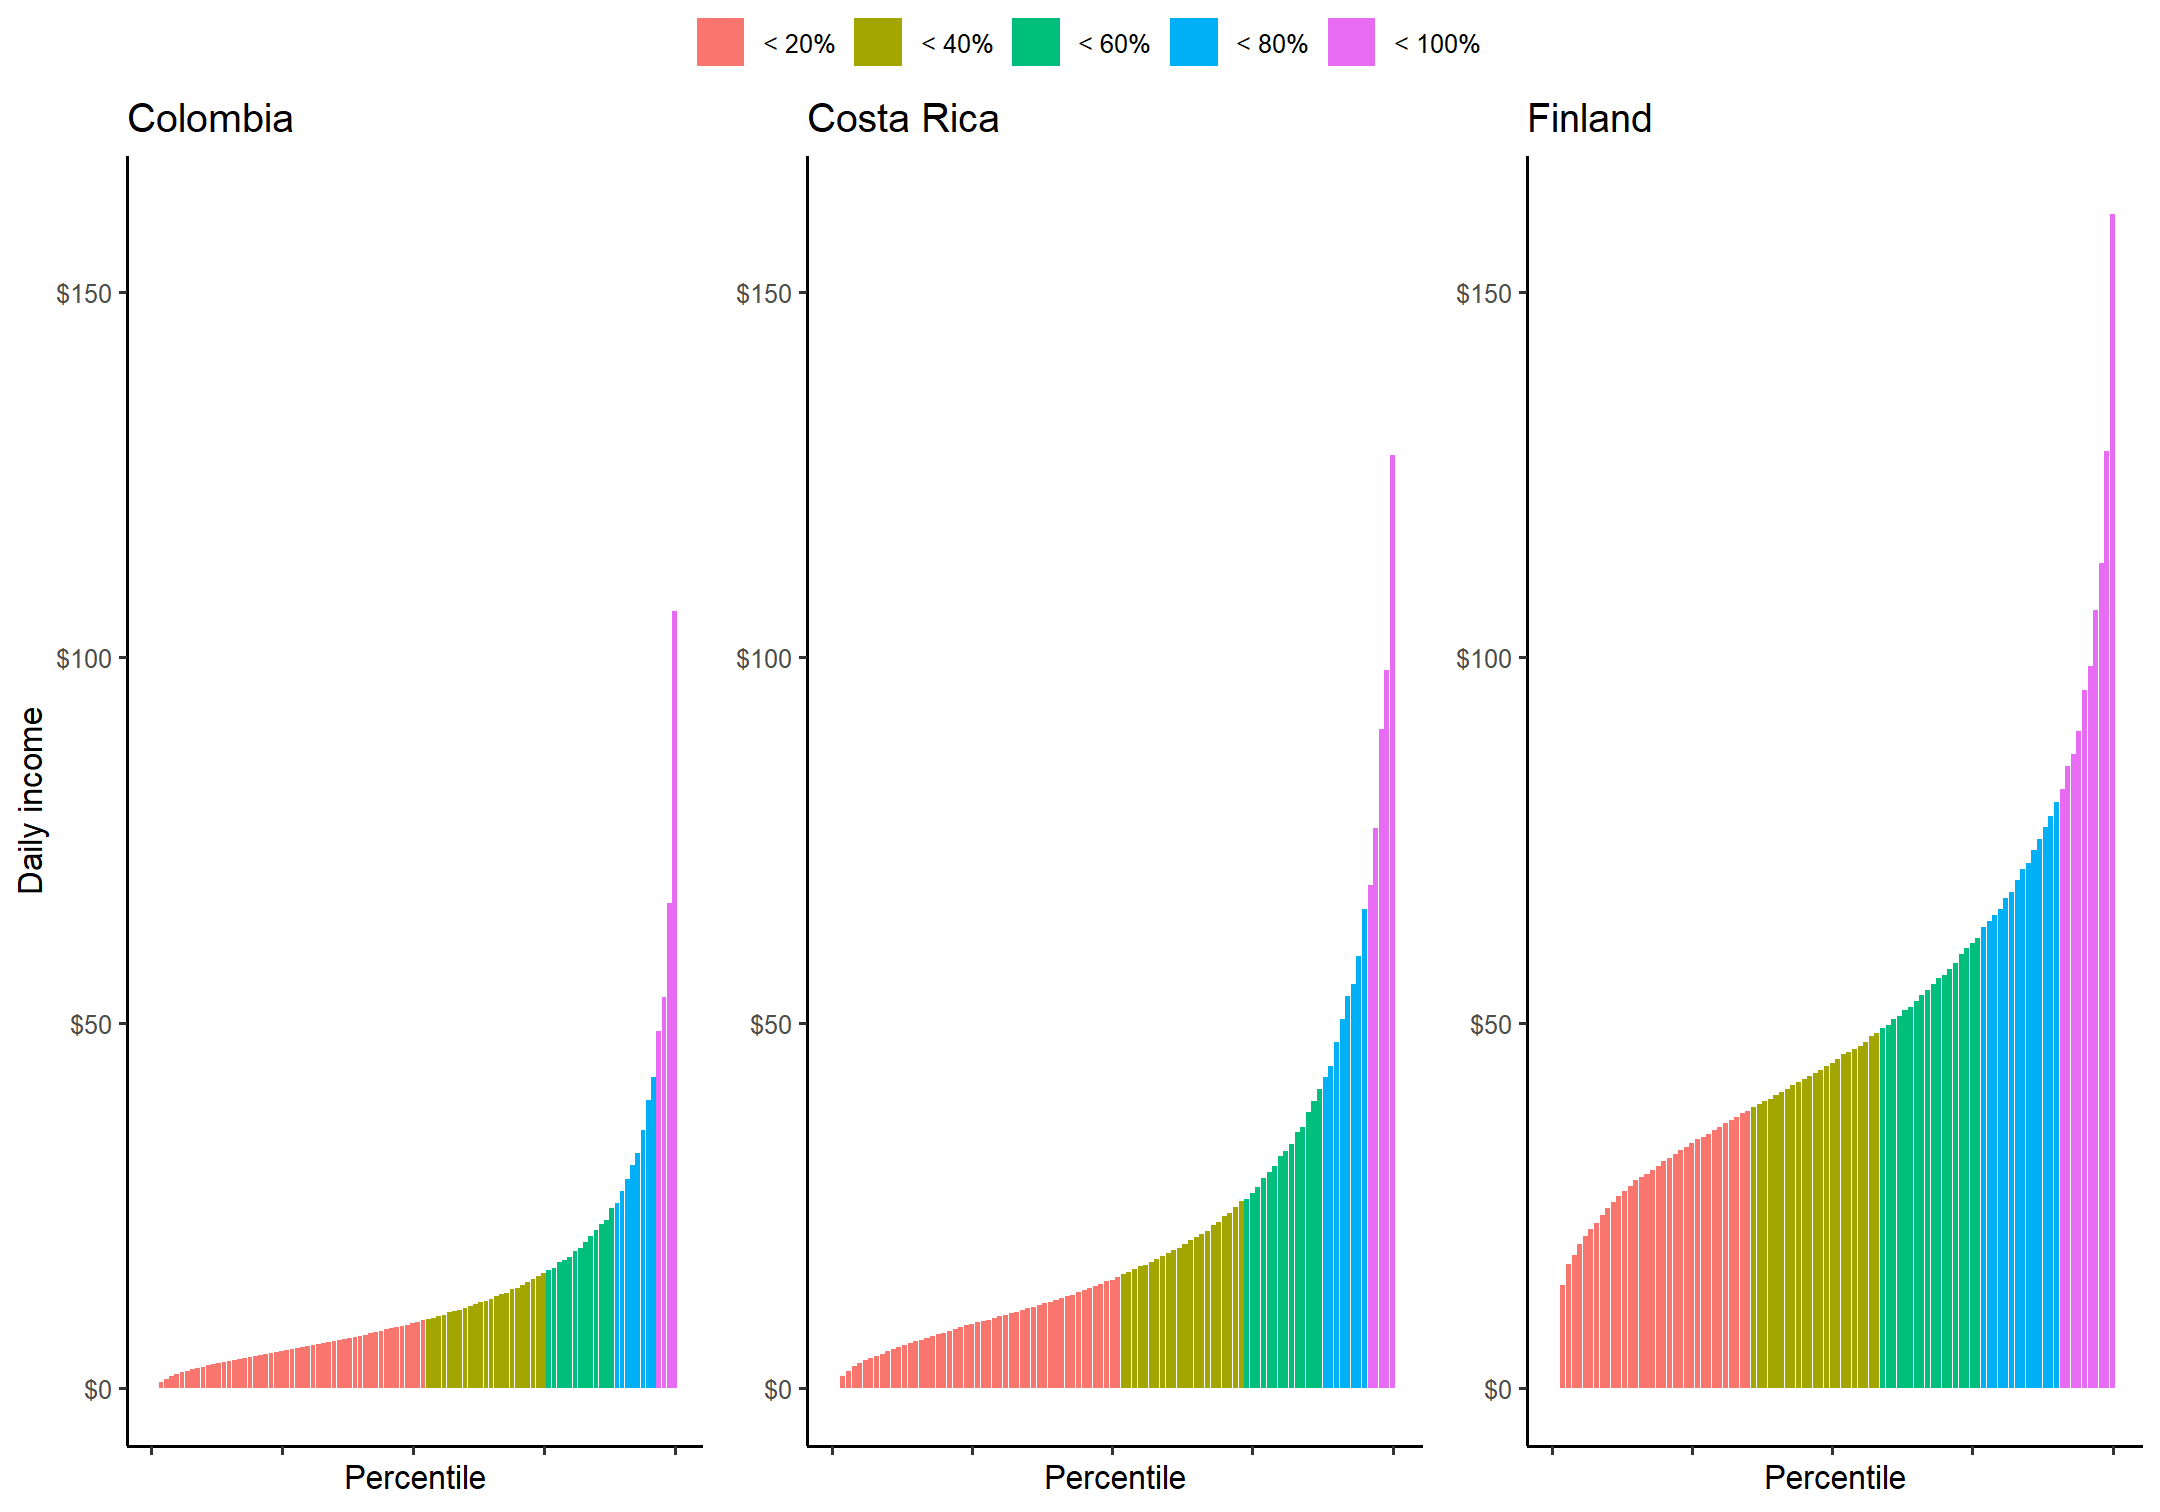 < 20% < 40% < 60% < 80% < 100%
Colombia
Costa Rica
Finland
Daily income
$150
$100
$50
$0
Percentile
$150
$100
$50
$0
Percentile
$150
$100
$50
$0
Percentile